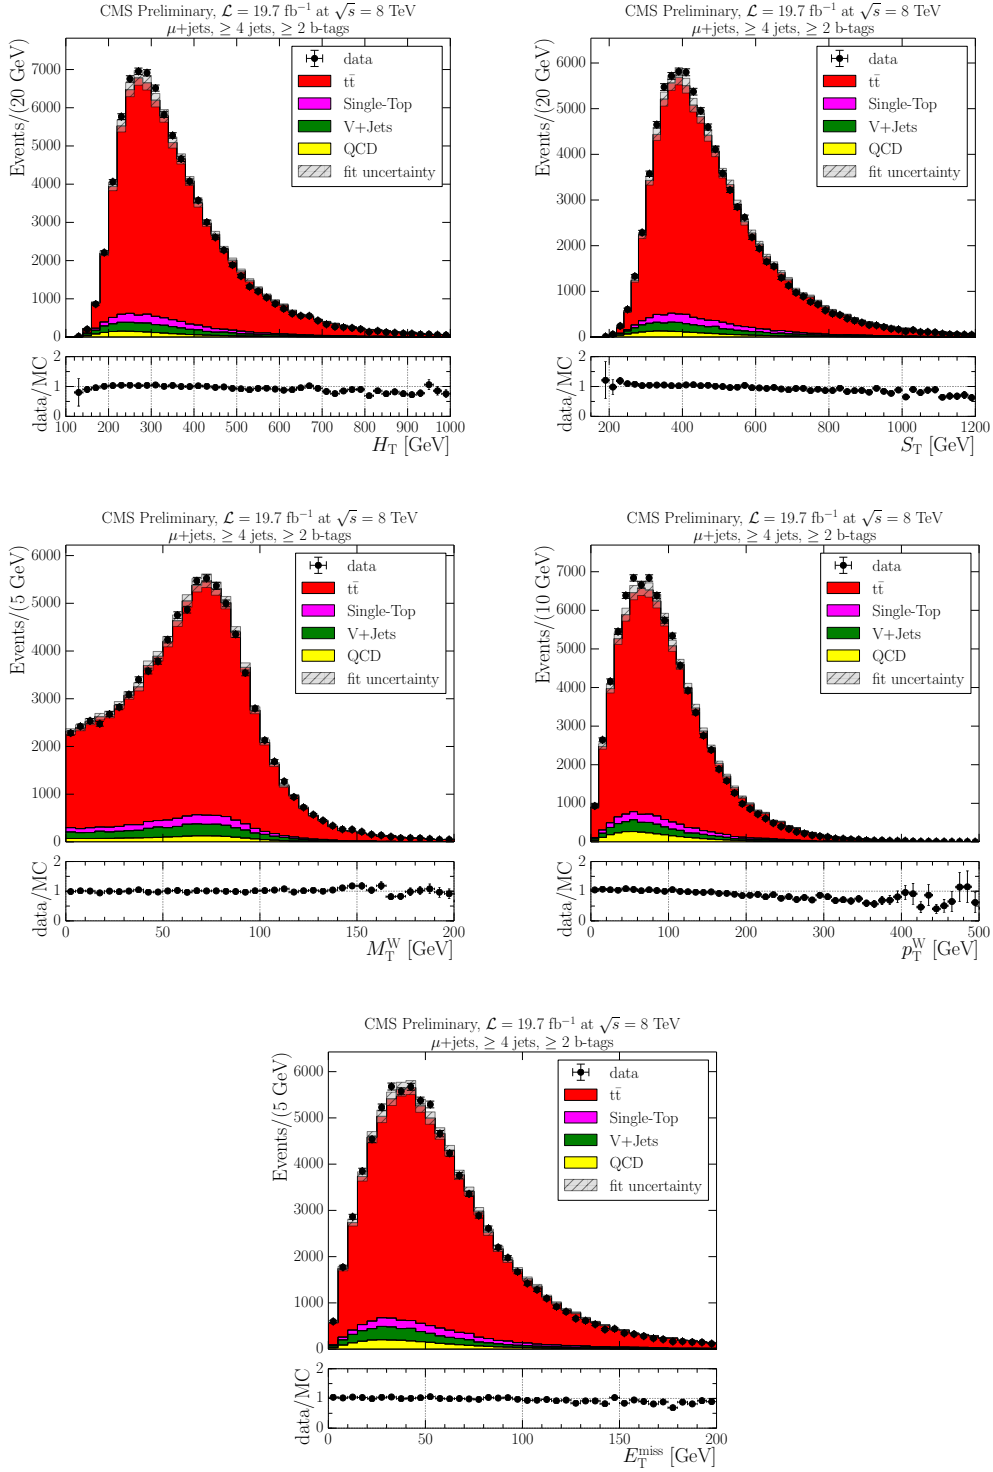 CMS Preliminary, 𝓛 = 19.7 fb⁻¹ at √s = 8 TeV
μ+jets, ≥ 4 jets, ≥ 2 b-tags
Events/(20 GeV)
7000
6000
5000
4000
3000
2000
1000
0
data
tt̄
Single-Top
V+Jets
QCD
fit uncertainty
data/MC
2
1
0
100 200 300 400 500 600 700 800 900 1000
H_T [GeV]
CMS Preliminary, 𝓛 = 19.7 fb⁻¹ at √s = 8 TeV
μ+jets, ≥ 4 jets, ≥ 2 b-tags
Events/(20 GeV)
6000
5000
4000
3000
2000
1000
0
data
tt̄
Single-Top
V+Jets
QCD
fit uncertainty
data/MC
2
1
0
200 400 600 800 1000 1200
S_T [GeV]
CMS Preliminary, 𝓛 = 19.7 fb⁻¹ at √s = 8 TeV
μ+jets, ≥ 4 jets, ≥ 2 b-tags
Events/(5 GeV)
6000
5000
4000
3000
2000
1000
0
data
tt̄
Single-Top
V+Jets
QCD
fit uncertainty
data/MC
2
1
0
0 50 100 150 200
M_T^W [GeV]
CMS Preliminary, 𝓛 = 19.7 fb⁻¹ at √s = 8 TeV
μ+jets, ≥ 4 jets, ≥ 2 b-tags
Events/(10 GeV)
7000
6000
5000
4000
3000
2000
1000
0
data
tt̄
Single-Top
V+Jets
QCD
fit uncertainty
data/MC
2
1
0
0 100 200 300 400 500
p_T^W [GeV]
CMS Preliminary, 𝓛 = 19.7 fb⁻¹ at √s = 8 TeV
μ+jets, ≥ 4 jets, ≥ 2 b-tags
Events/(5 GeV)
6000
5000
4000
3000
2000
1000
0
data
tt̄
Single-Top
V+Jets
QCD
fit uncertainty
data/MC
2
1
0
0 50 100 150 200
E_T^miss [GeV]